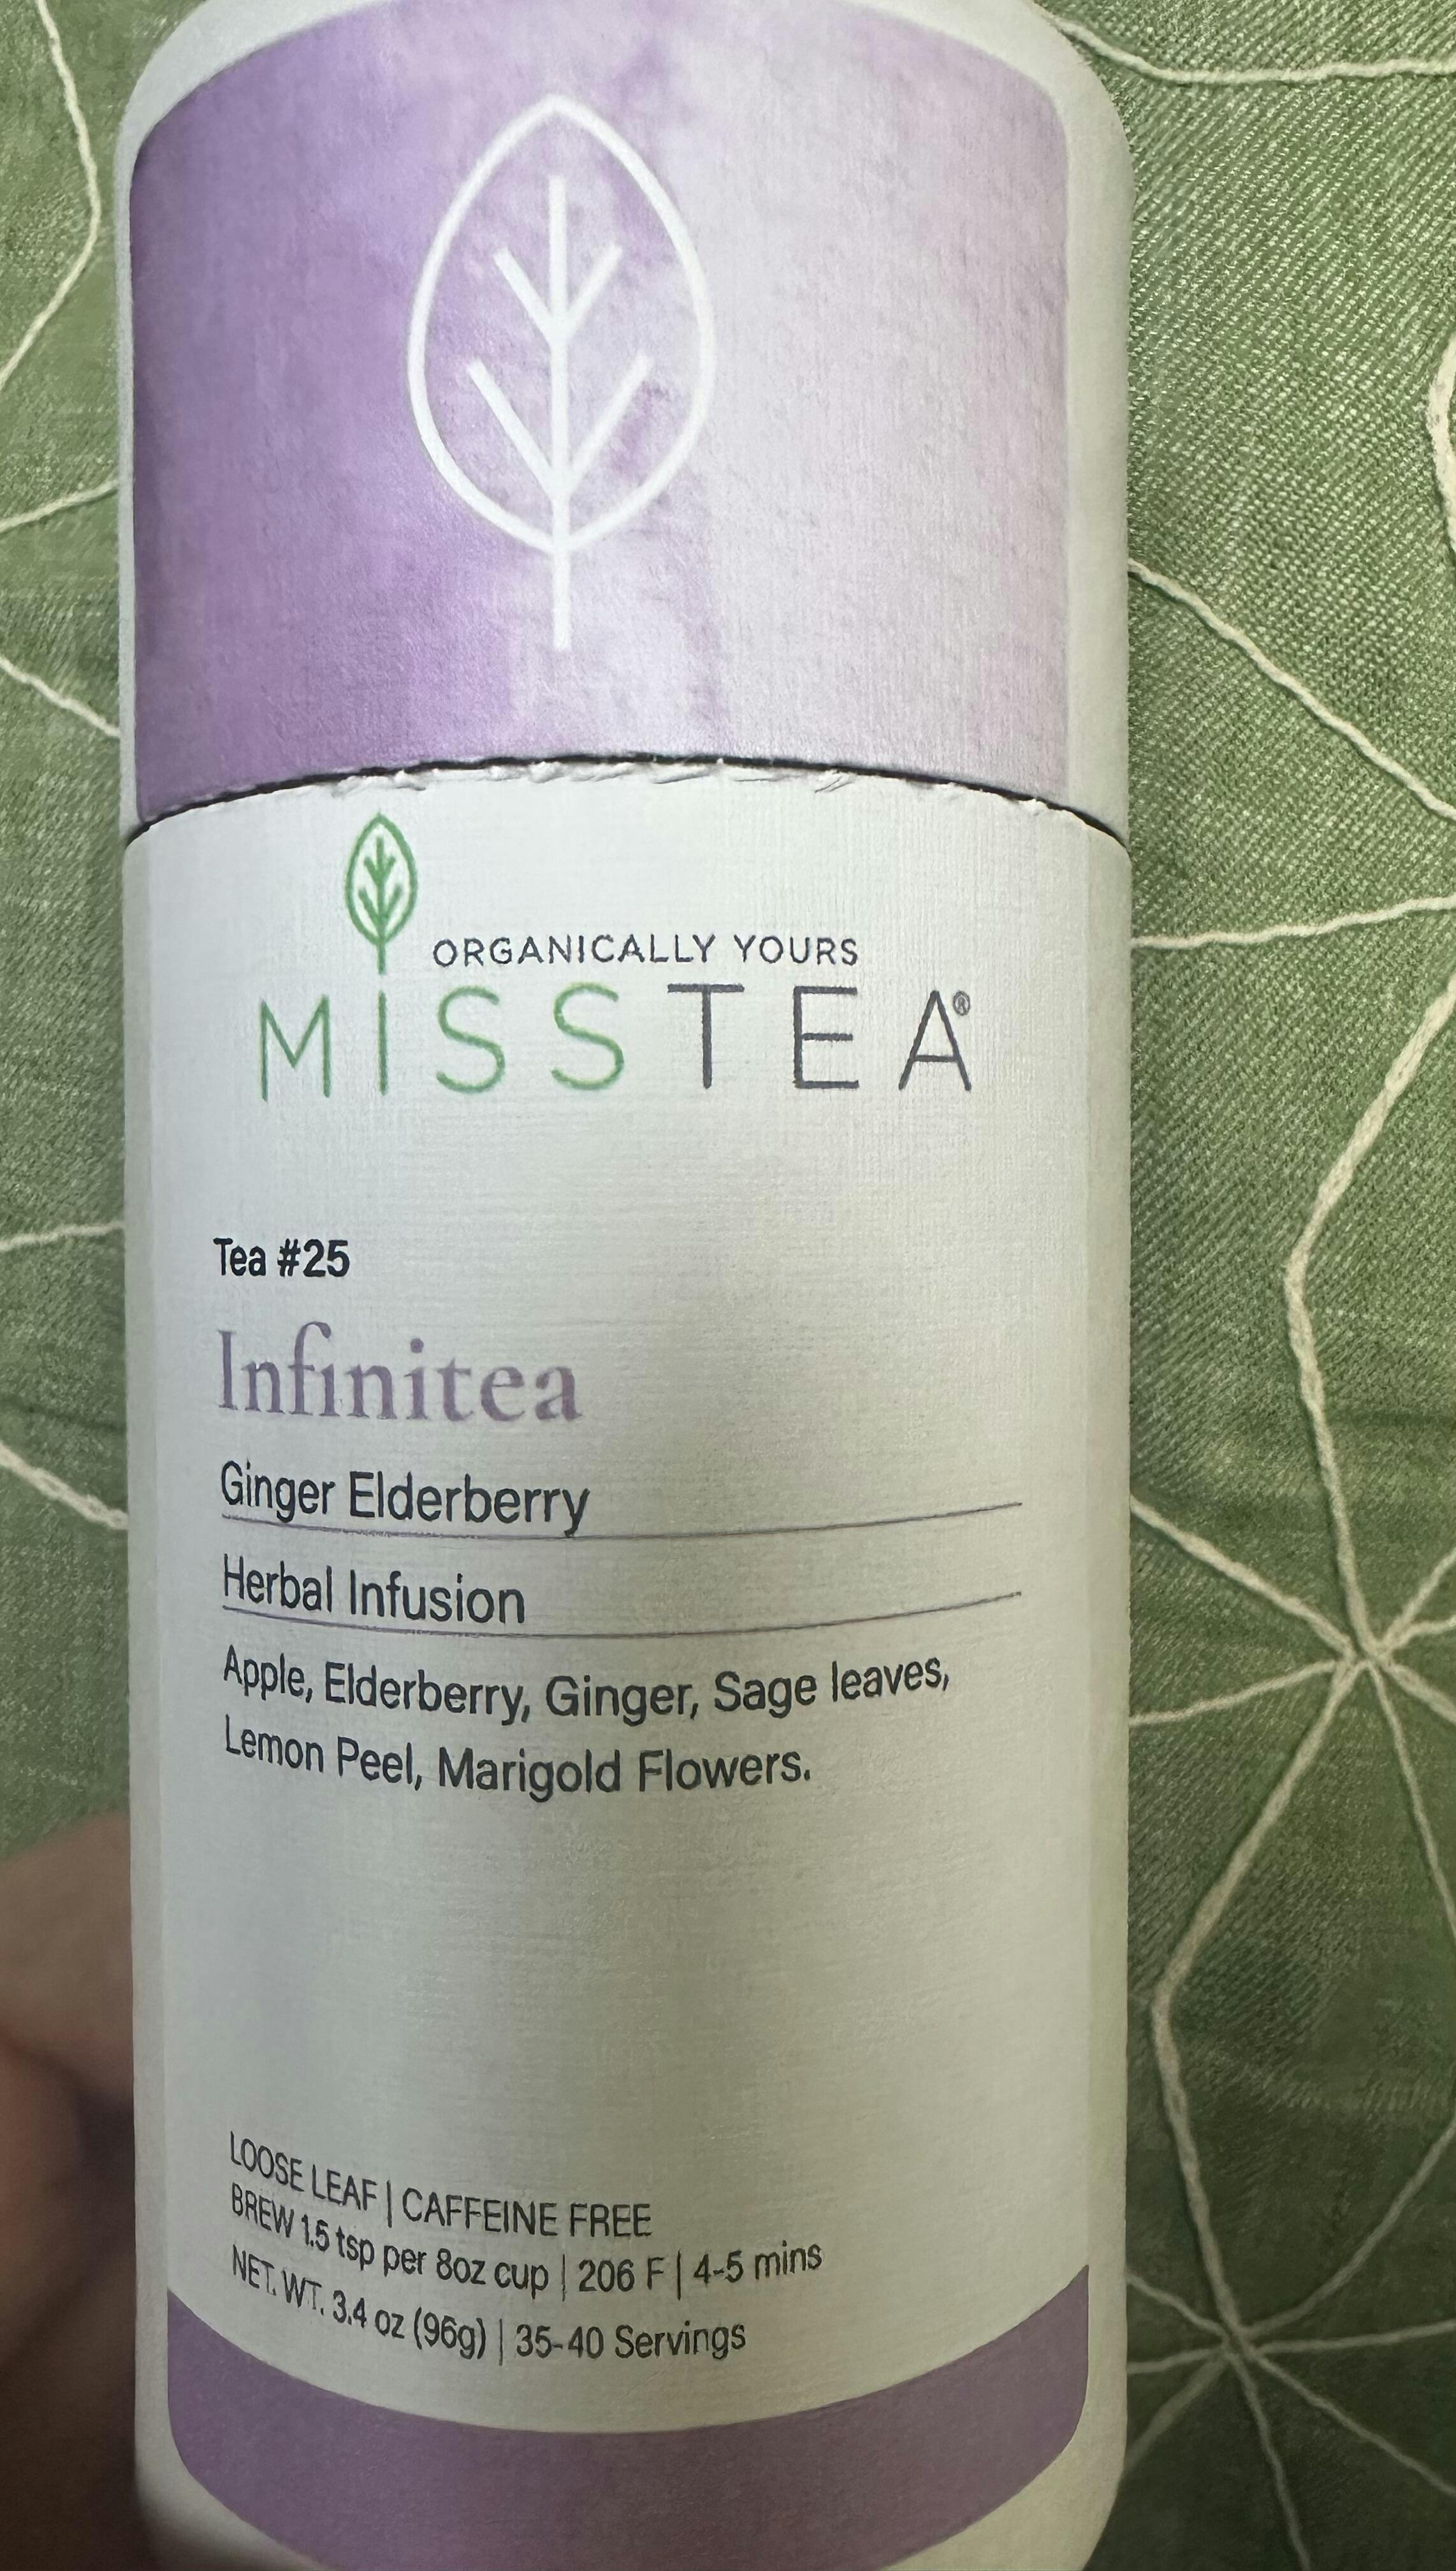 ORGANICALLY YOURS
MISSTEA®
Tea #25
Infinitea
Ginger Elderberry
Herbal Infusion
Apple, Elderberry, Ginger, Sage leaves,
Lemon Peel, Marigold Flowers.
LOOSE LEAF | CAFFEINE FREE
BREW 1.5 tsp per 8oz cup | 206 F | 4-5 mins
NET. WT. 3.4 oz (96g) | 35-40 Servings